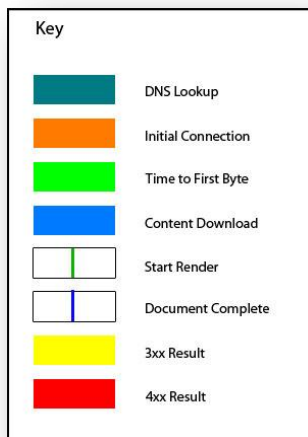 Key
DNS Lookup
Initial Connection
Time to First Byte
Content Download
Start Render
Document Complete
3xx Result
4xx Result